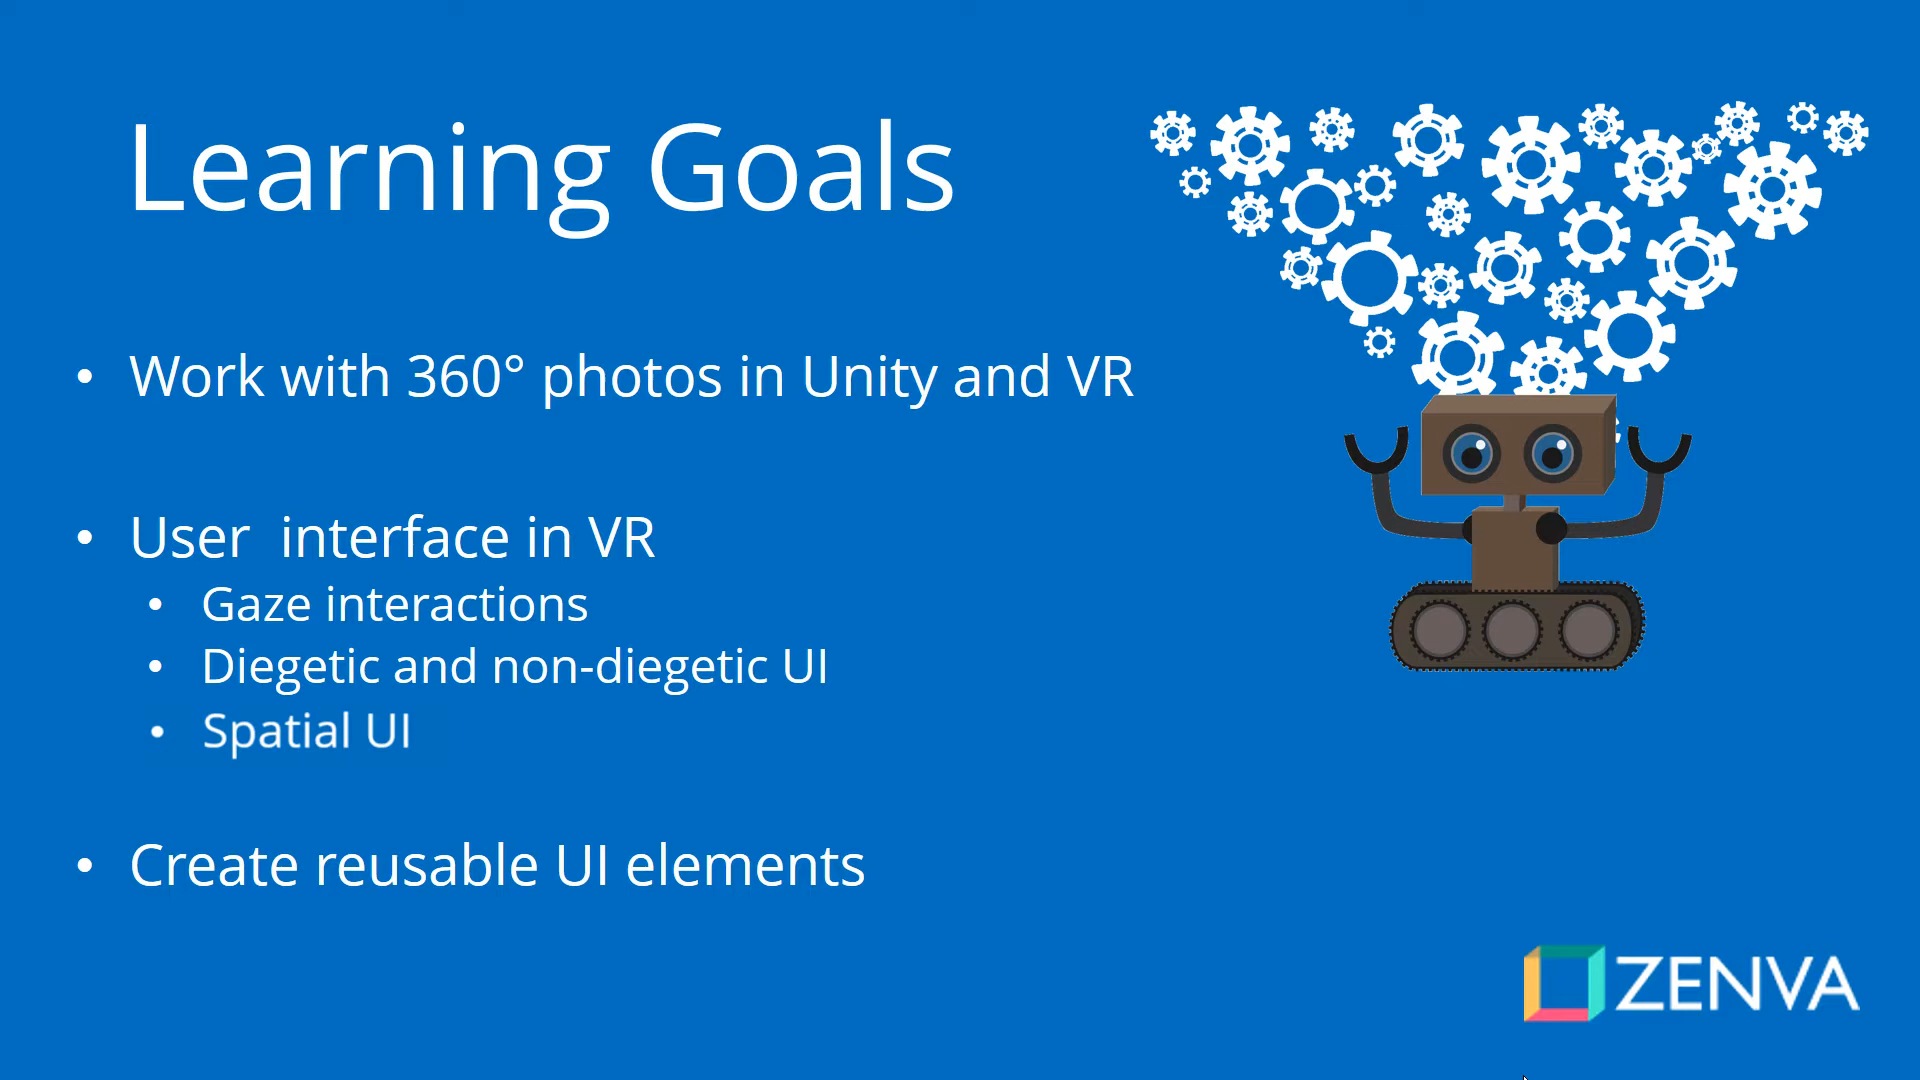 Learning Goals
• Work with 360° photos in Unity and VR
• User  interface in VR
• Gaze interactions
• Diegetic and non-diegetic UI
• Spatial UI
• Create reusable UI elements
ZENVA